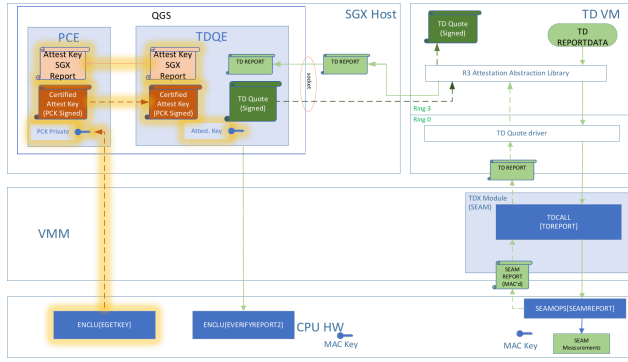 QGS
SGX Host
TD VM
PCE
TDQE
Attest Key
SGX
Report
Attest Key
SGX
Report
TD REPORT
TD REPORT
socket
TD Quote
(Signed)
TD
REPORTDATA
R3 Attestation Abstraction Library
Certified
Attest Key
(PCK Signed)
Certified
Attest Key
(PCK Signed)
TD Quote
(Signed)
PCK Private
Attest. Key
Ring 3
Ring 0
TD Quote driver
TD REPORT
VMM
TDX Module
(SEAM)
TDCALL
[TDREPORT]
SEAM
REPORT
(MAC'd)
ENCLU[EGETKEY]
ENCLU[EVERIFYREPORT2]
CPU HW
MAC Key
MAC Key
SEAMOPS[SEAMREPORT]
SEAM
Measurements